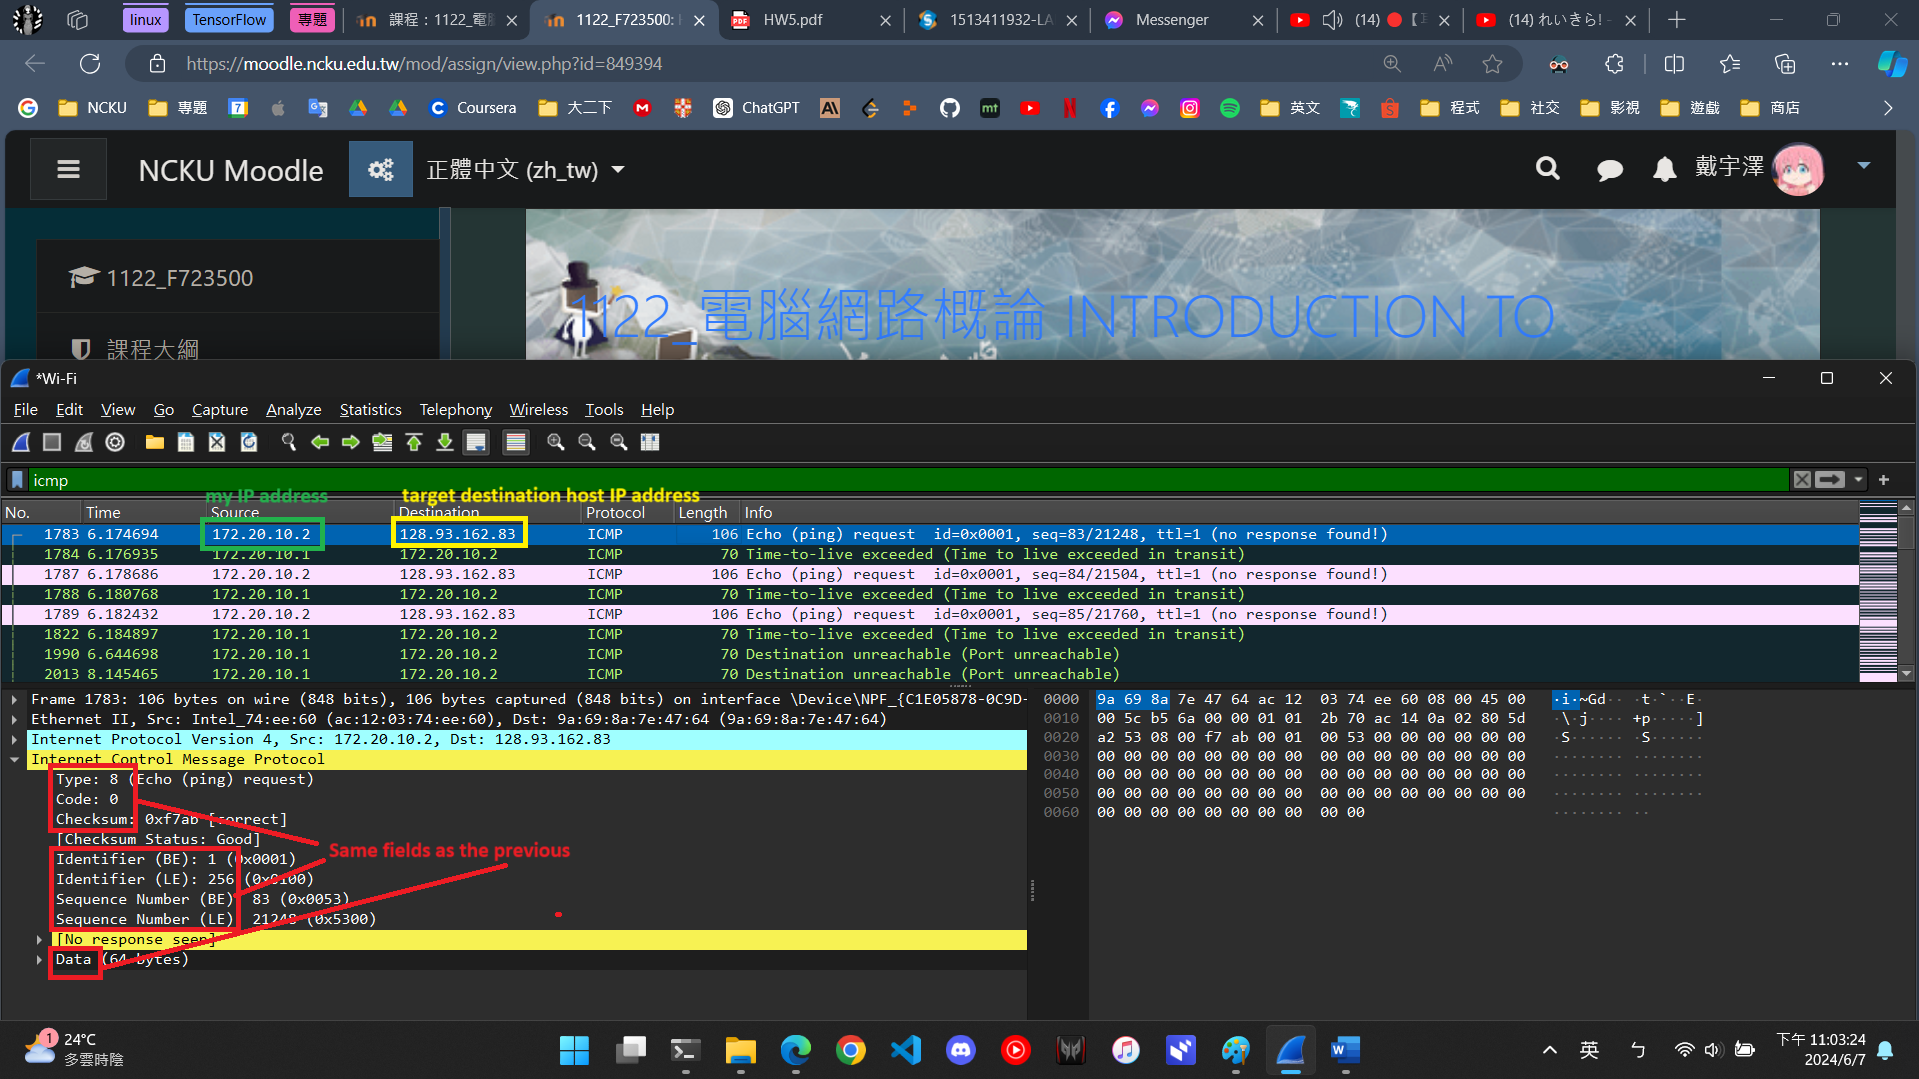 linux
TensorFlow
專題
課程：1122_電腦
1122_F723500:
HW5.pdf
1513411932-LA
Messenger
(14)
(14) れいきら! -
https://moodle.ncku.edu.tw/mod/assign/view.php?id=849394
NCKU
專題
Coursera
大二下
ChatGPT
英文
程式
社交
影視
遊戲
商店
NCKU Moodle
正體中文 (zh_tw)
戴宇澤
1122_F723500
課程大綱
1122_電腦網路概論 INTRODUCTION TO
*Wi-Fi
File Edit View Go Capture Analyze Statistics Telephony Wireless Tools Help
icmp
my IP address
target destination host IP address
No. Time Source Destination Protocol Length Info
1783 6.174694 172.20.10.2 128.93.162.83 ICMP 106 Echo (ping) request id=0x0001, seq=83/21248, ttl=1 (no response found!)
1784 6.176935 172.20.10.1 172.20.10.2 ICMP 70 Time-to-live exceeded (Time to live exceeded in transit)
1787 6.178686 172.20.10.2 128.93.162.83 ICMP 106 Echo (ping) request id=0x0001, seq=84/21504, ttl=1 (no response found!)
1788 6.180768 172.20.10.1 172.20.10.2 ICMP 70 Time-to-live exceeded (Time to live exceeded in transit)
1789 6.182432 172.20.10.2 128.93.162.83 ICMP 106 Echo (ping) request id=0x0001, seq=85/21760, ttl=1 (no response found!)
1822 6.184897 172.20.10.1 172.20.10.2 ICMP 70 Time-to-live exceeded (Time to live exceeded in transit)
1990 6.644698 172.20.10.1 172.20.10.2 ICMP 70 Destination unreachable (Port unreachable)
2013 8.145465 172.20.10.1 172.20.10.2 ICMP 70 Destination unreachable (Port unreachable)
Frame 1783: 106 bytes on wire (848 bits), 106 bytes captured (848 bits) on interface \Device\NPF_{C1E05878-0C9D-
Ethernet II, Src: Intel_74:ee:60 (ac:12:03:74:ee:60), Dst: 9a:69:8a:7e:47:64 (9a:69:8a:7e:47:64)
Internet Protocol Version 4, Src: 172.20.10.2, Dst: 128.93.162.83
Internet Control Message Protocol
Type: 8 (Echo (ping) request)
Code: 0
Checksum: 0xf7ab [correct]
[Checksum Status: Good]
Identifier (BE): 1 (0x0001)
Identifier (LE): 256 (0x0100)
Sequence Number (BE): 83 (0x0053)
Sequence Number (LE): 21248 (0x5300)
[No response seen]
Data (64 bytes)
Same fields as the previous
0000 9a 69 8a 7e 47 64 ac 12 03 74 ee 60 08 00 45 00 ·i·~Gd·· ·t·`··E·
0010 00 5c b5 6a 00 00 01 01 2b 70 ac 14 0a 02 80 5d ·\·j···· +p·····]
0020 a2 53 08 00 f7 ab 00 01 00 53 00 00 00 00 00 00 ·S······ ·S······
0030 00 00 00 00 00 00 00 00 00 00 00 00 00 00 00 00 ········ ········
0040 00 00 00 00 00 00 00 00 00 00 00 00 00 00 00 00 ········ ········
0050 00 00 00 00 00 00 00 00 00 00 00 00 00 00 00 00 ········ ········
0060 00 00 00 00 00 00 00 00 00 00 ········ ··
1
24°C
多雲時陰
英
ㄅ
下午 11:03:24
2024/6/7